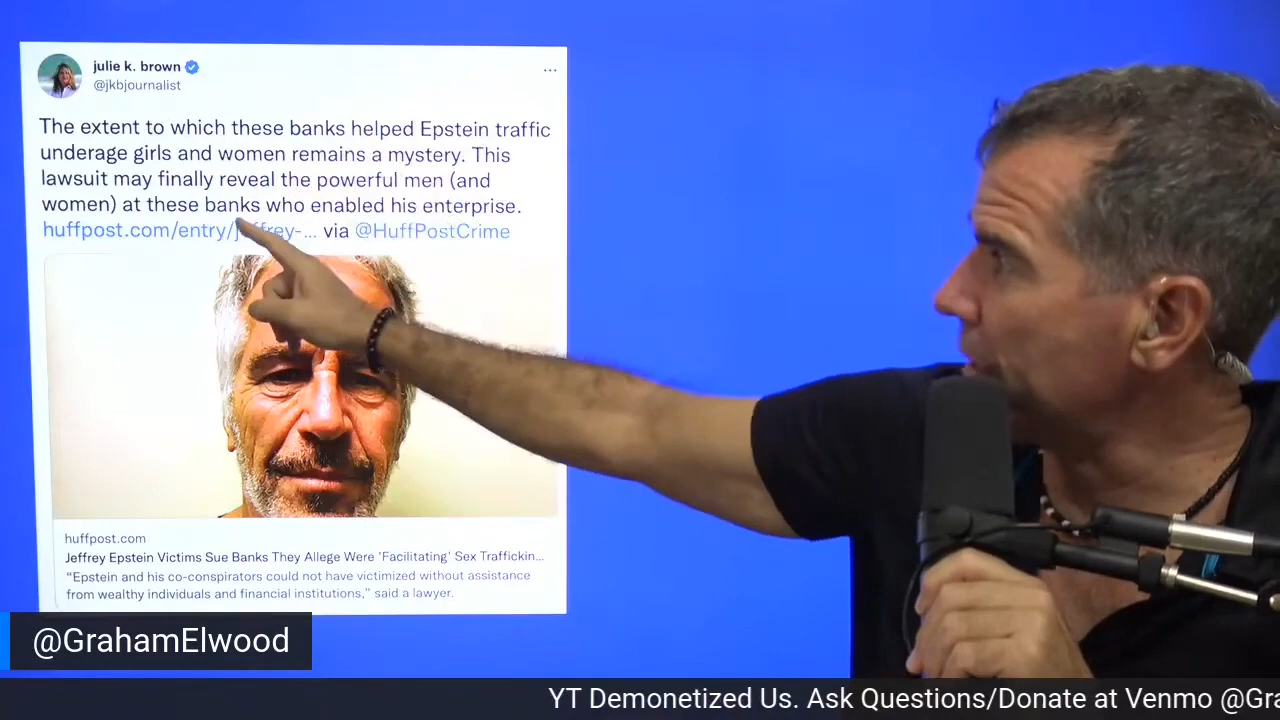 julie k. brown
@jkbjournalist
The extent to which these banks helped Epstein traffic
underage girls and women remains a mystery. This
lawsuit may finally reveal the powerful men (and
women) at these banks who enabled his enterprise.
huffpost.com/entry/jeffrey-... via @HuffPostCrime
huffpost.com
Jeffrey Epstein Victims Sue Banks They Allege Were 'Facilitating' Sex Traffickin...
"Epstein and his co-conspirators could not have victimized without assistance
from wealthy individuals and financial institutions," said a lawyer.
@GrahamElwood
YT Demonetized Us. Ask Questions/Donate at Venmo @Gra